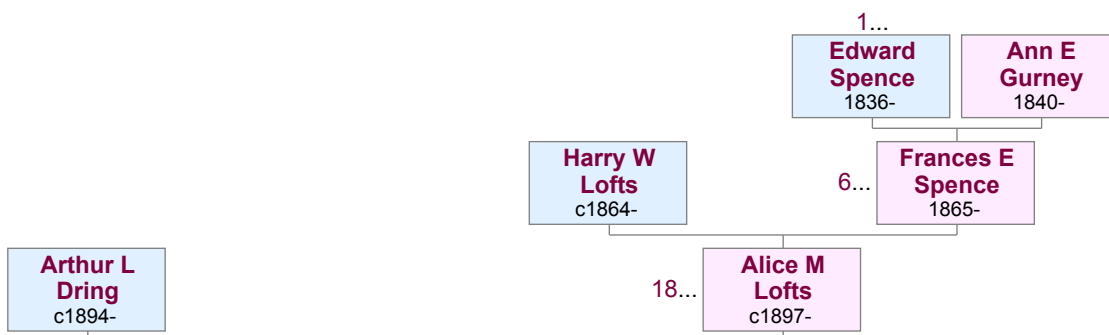 1...
Edward
Spence
1836-
Ann E
Gurney
1840-
Harry W
Lofts
c1864-
6...
Frances E
Spence
1865-
Arthur L
Dring
c1894-
18...
Alice M
Lofts
c1897-